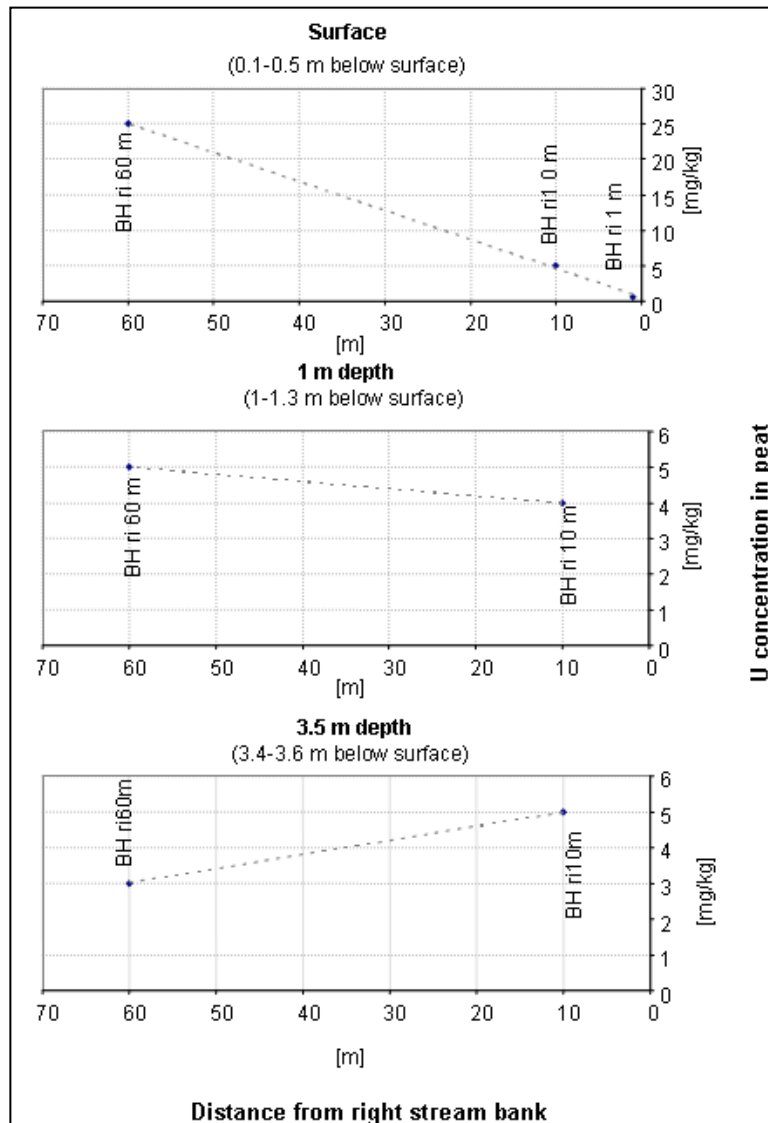 Surface
(0.1-0.5 m below surface)
30
25
20
15
10
5
0
[mg/kg]
BH ri 60 m
BH ri1.0 m
BH ri 1 m
70 60 50 40 30 20 10 0
[m]
1 m depth
(1-1.3 m below surface)
6
5
4
3
2
1
0
[mg/kg]
BH ri 60 m
BH ri 10 m
70 60 50 40 30 20 10 0
[m]
U concentration in peat
3.5 m depth
(3.4-3.6 m below surface)
6
5
4
3
2
1
0
[mg/kg]
BH ri60m
BH ri10m
70 60 50 40 30 20 10 0
[m]
Distance from right stream bank